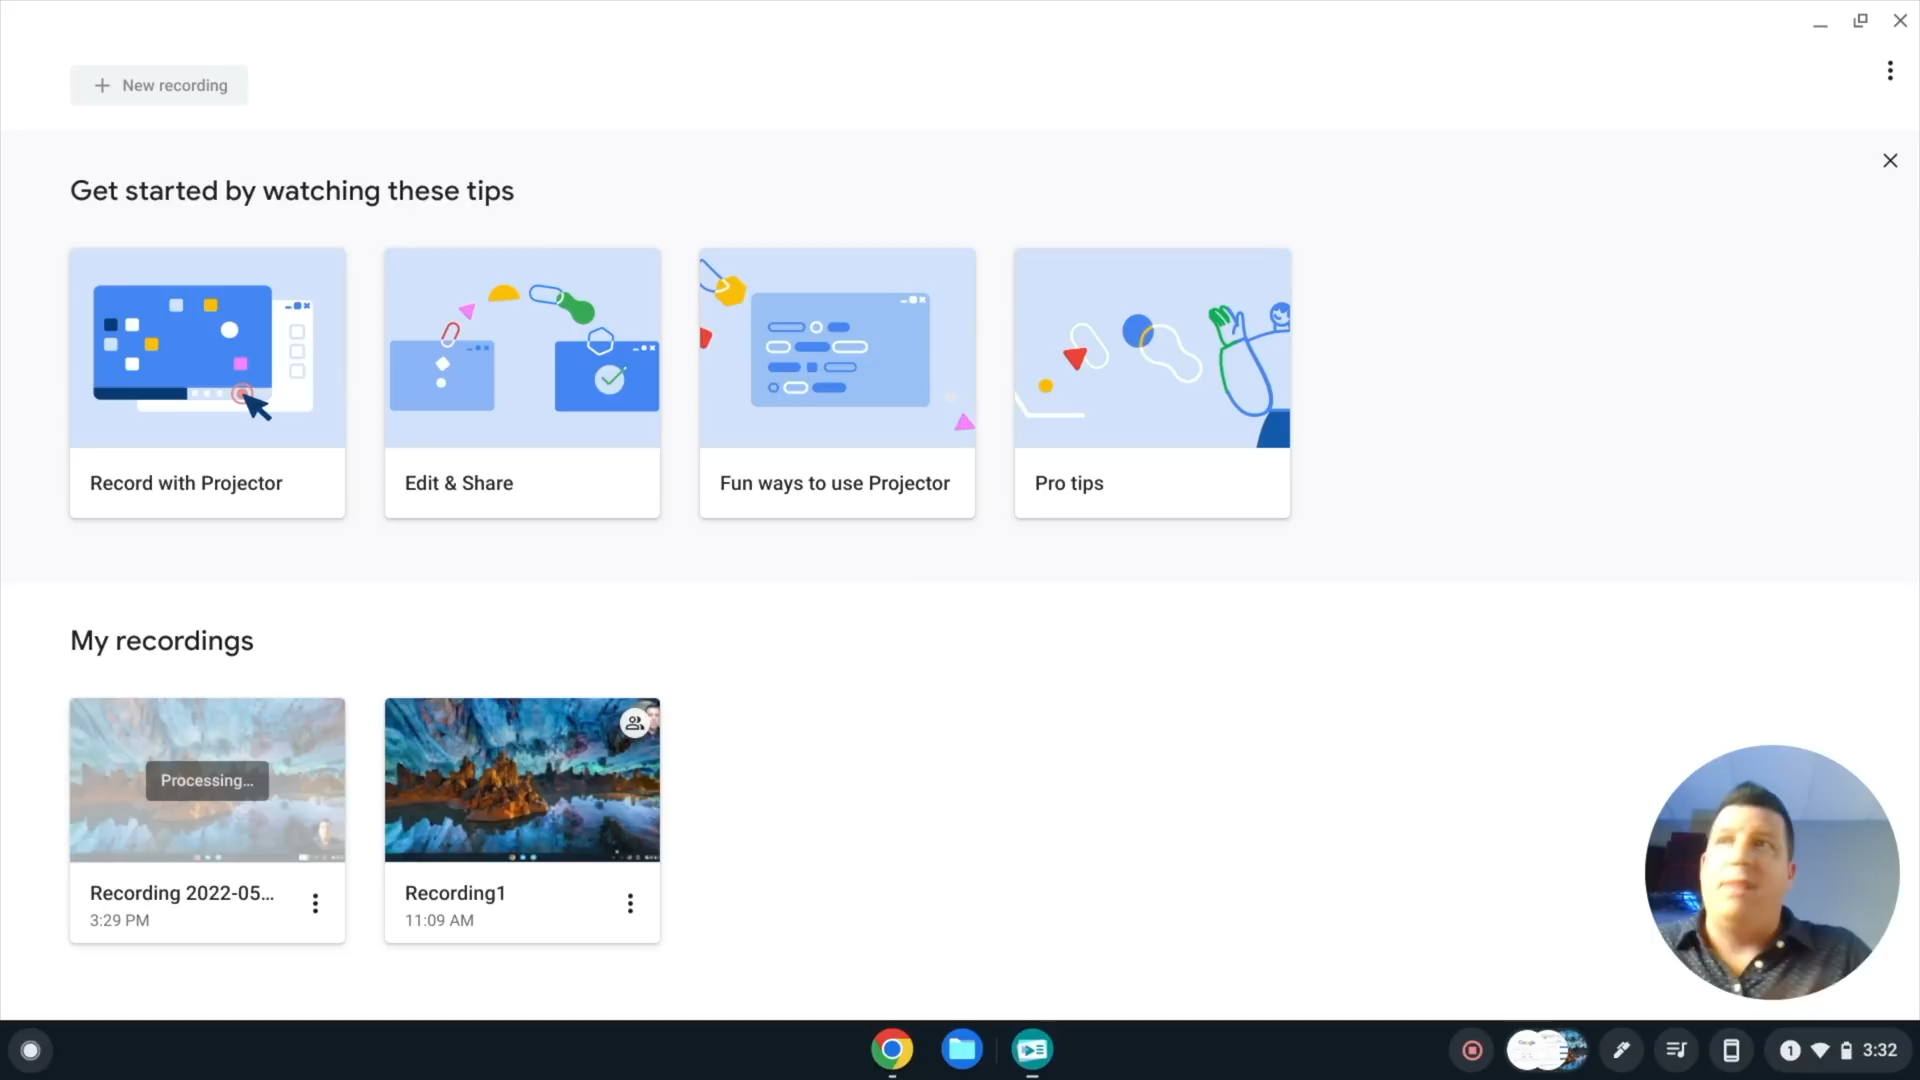 New recording
Get started by watching these tips
Record with Projector
Edit & Share
Fun ways to use Projector
Pro tips
My recordings
Processing...
Recording 2022-05...
3:29 PM
Recording1
11:09 AM
1
3:32